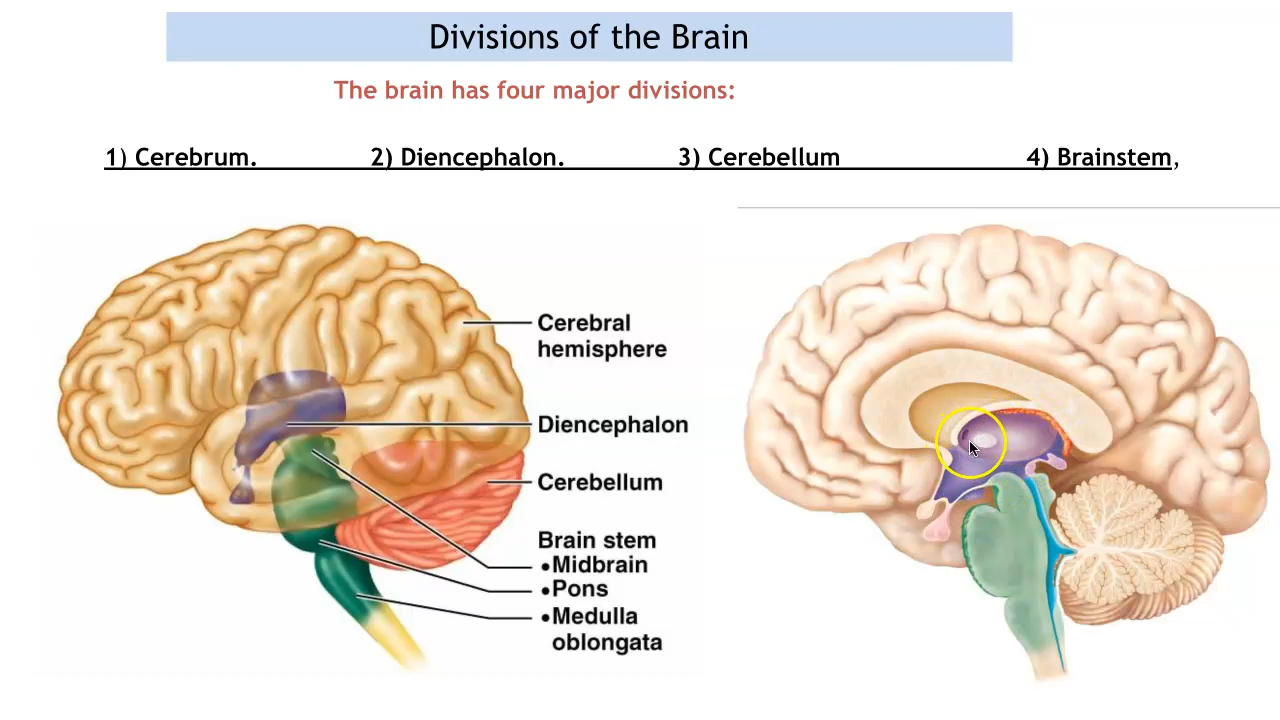 Divisions of the Brain
The brain has four major divisions:
1) Cerebrum. 2) Diencephalon. 3) Cerebellum 4) Brainstem,
Cerebral
hemisphere
Diencephalon
Cerebellum
Brain stem
•Midbrain
•Pons
•Medulla
oblongata